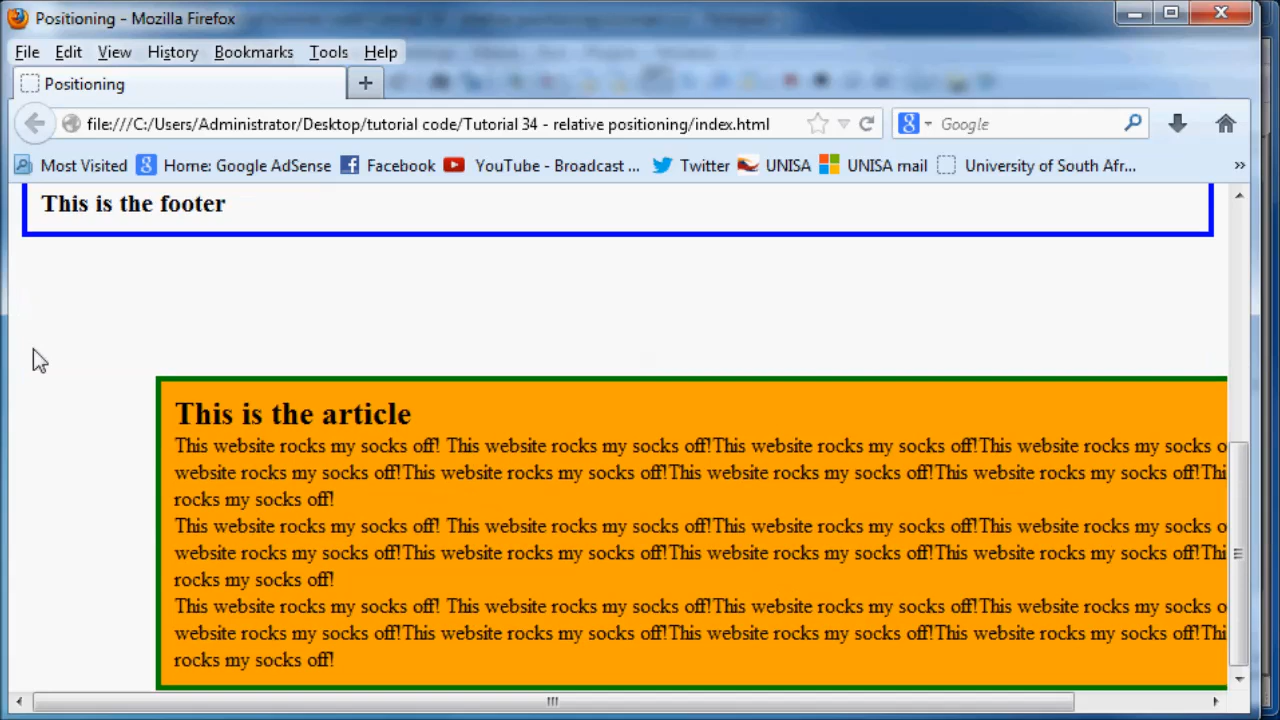 Positioning - Mozilla Firefox
File Edit View History Bookmarks Tools Help
Positioning +
file:///C:/Users/Administrator/Desktop/tutorial code/Tutorial 34 - relative positioning/index.html Google
Most Visited Home: Google AdSense Facebook YouTube - Broadcast ... Twitter UNISA UNISA mail University of South Afr... »
This is the footer
This is the article
This website rocks my socks off! This website rocks my socks off!This website rocks my socks off!This website rocks my socks o
website rocks my socks off!This website rocks my socks off!This website rocks my socks off!This website rocks my socks off!Thi
rocks my socks off!
This website rocks my socks off! This website rocks my socks off!This website rocks my socks off!This website rocks my socks o
website rocks my socks off!This website rocks my socks off!This website rocks my socks off!This website rocks my socks off!Thi
rocks my socks off!
This website rocks my socks off! This website rocks my socks off!This website rocks my socks off!This website rocks my socks o
website rocks my socks off!This website rocks my socks off!This website rocks my socks off!This website rocks my socks off!Thi
rocks my socks off!